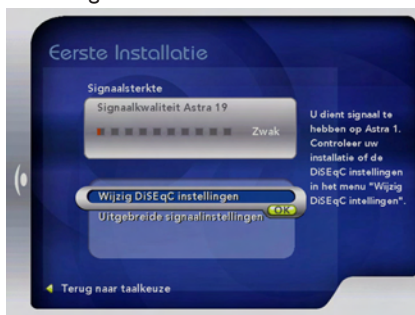 Eerste Installatie
Signaalsterkte
Signaalkwaliteit Astra 19
Zwak
Wijzig DiSEqC instellingen
OK
Uitgebreide signaalinstellingen
U dient signaal te
hebben op Astra 1.
Controleer uw
installatie of de
DiSEqC instellingen
in het menu "Wijzig
DiSEqC intellingen".
Terug naar taalkeuze